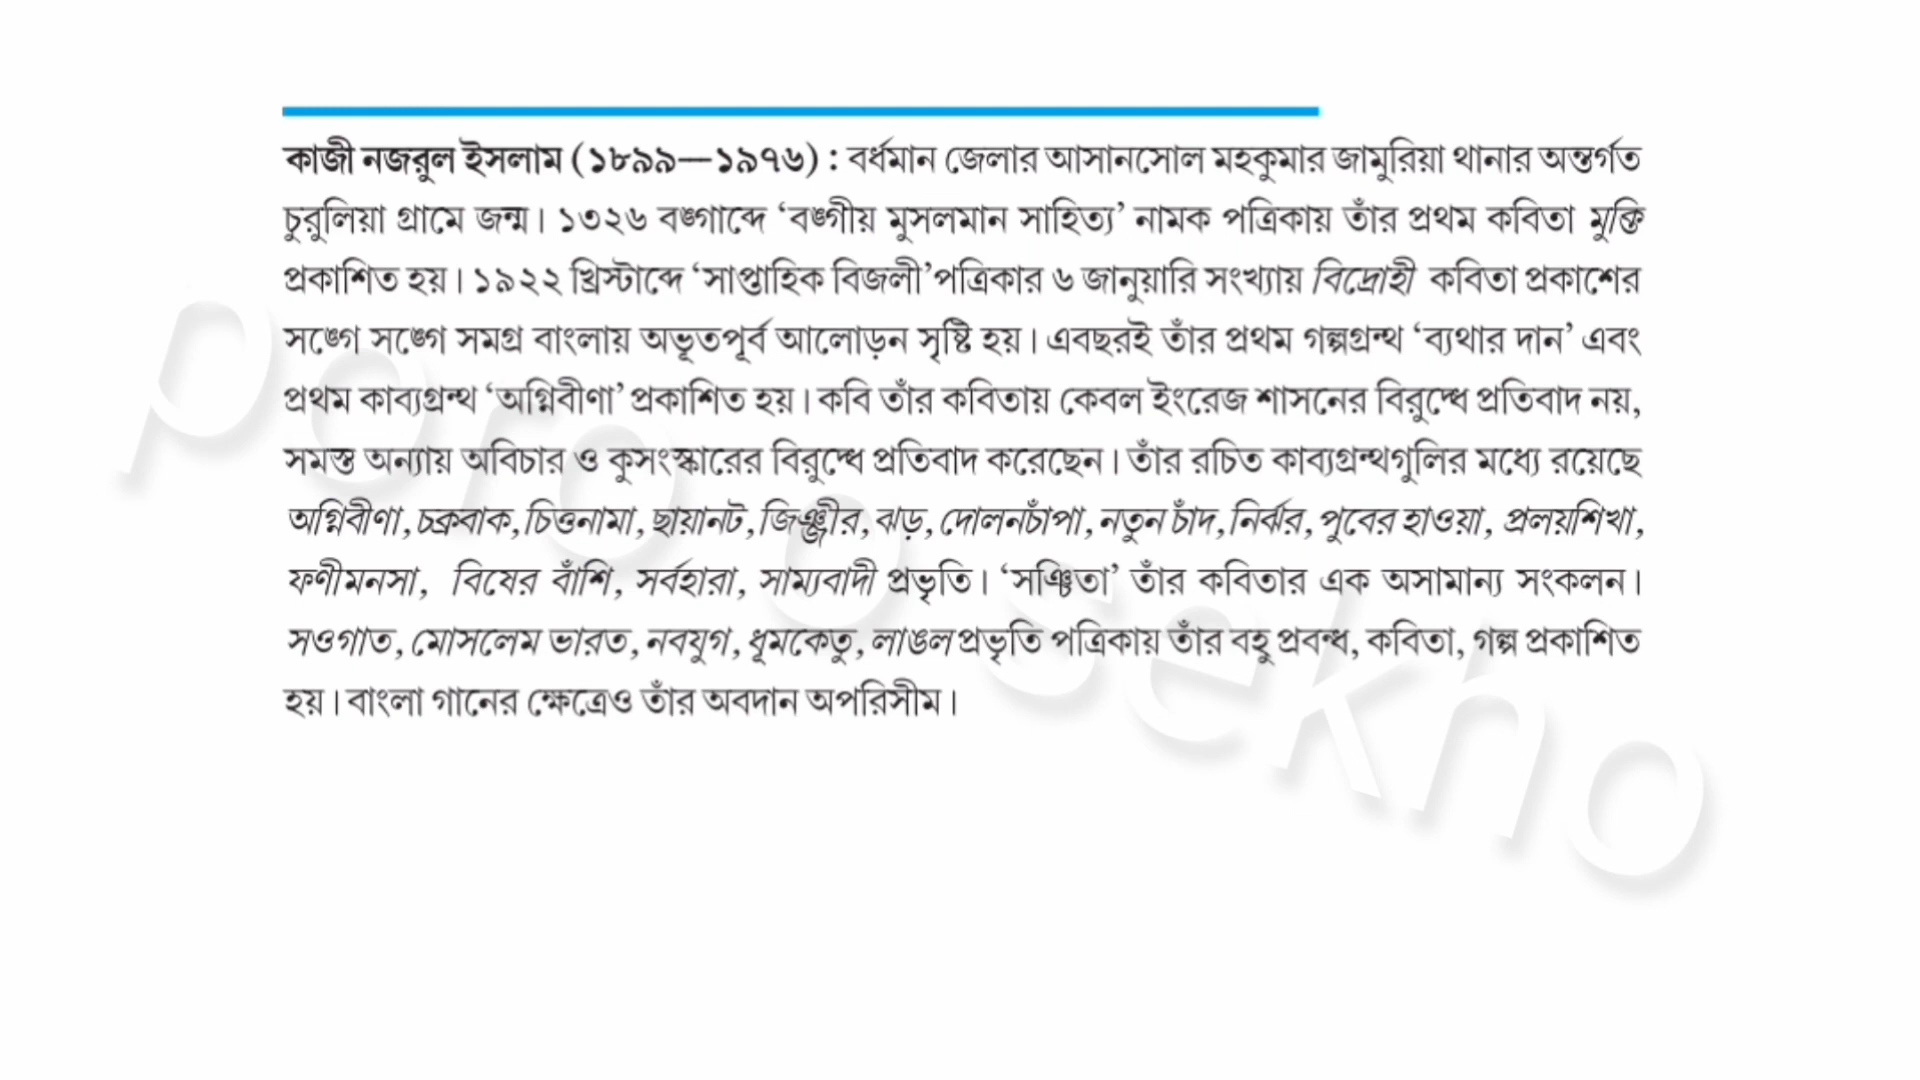 কাজী নজরুল ইসলাম (১৮৯৯—১৯৭৬) : বর্ধমান জেলার আসানসোল মহকুমার জামুরিয়া থানার অন্তর্গত
চুরুলিয়া গ্রামে জন্ম। ১৩২৬ বঙ্গাব্দে ‘বঙ্গীয় মুসলমান সাহিত্য’ নামক পত্রিকায় তাঁর প্রথম কবিতা মুক্তি
প্রকাশিত হয়। ১৯২২ খ্রিস্টাব্দে ‘সাপ্তাহিক বিজলী’ পত্রিকার ৬ জানুয়ারি সংখ্যায় বিদ্রোহী কবিতা প্রকাশের
সঙ্গে সঙ্গে সমগ্র বাংলায় অভূতপূর্ব আলোড়ন সৃষ্টি হয়। এবছরই তাঁর প্রথম গল্পগ্রন্থ ‘ব্যথার দান’ এবং
প্রথম কাব্যগ্রন্থ ‘অগ্নিবীণা’ প্রকাশিত হয়। কবি তাঁর কবিতায় কেবল ইংরেজ শাসনের বিরুদ্ধে প্রতিবাদ নয়,
সমস্ত অন্যায় অবিচার ও কুসংস্কারের বিরুদ্ধে প্রতিবাদ করেছেন। তাঁর রচিত কাব্যগ্রন্থগুলির মধ্যে রয়েছে
অগ্নিবীণা, চক্রবাক, চিত্তনামা, ছায়ানট, জিঞ্জীর, ঝড়, দোলনচাঁপা, নতুন চাঁদ, নির্ঝর, পুবের হাওয়া, প্রলয়শিখা,
ফণীমনসা, বিষের বাঁশি, সর্বহারা, সাম্যবাদী প্রভৃতি। ‘সঞ্চিতা’ তাঁর কবিতার এক অসামান্য সংকলন।
সওগাত, মোসলেম ভারত, নবযুগ, ধূমকেতু, লাঙল প্রভৃতি পত্রিকায় তাঁর বহু প্রবন্ধ, কবিতা, গল্প প্রকাশিত
হয়। বাংলা গানের ক্ষেত্রেও তাঁর অবদান অপরিসীম।
poro o sekho